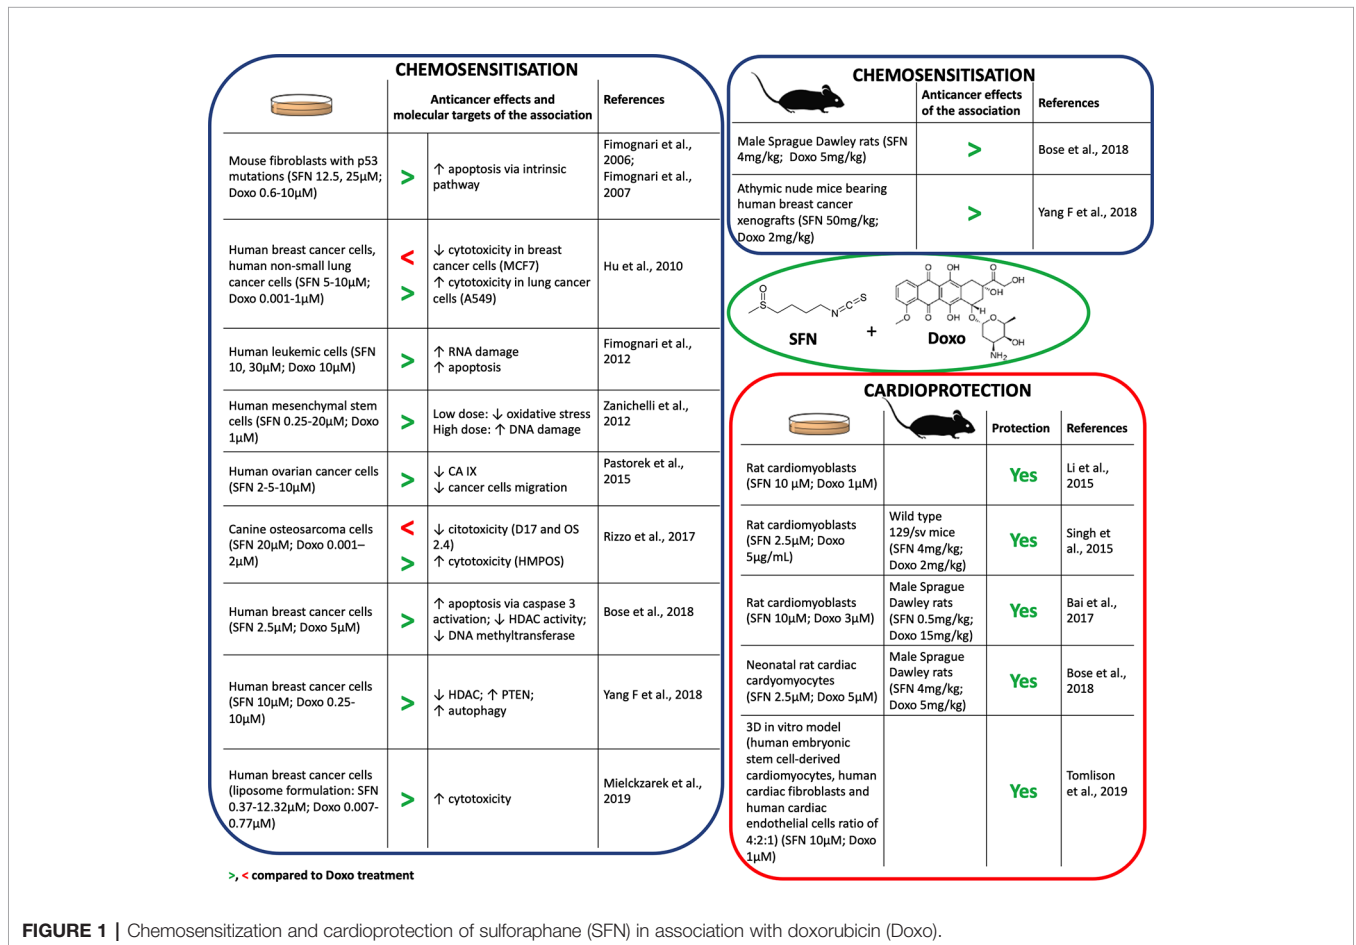 CHEMOSENSITISATION
Anticancer effects and
molecular targets of the association
References
Mouse fibroblasts with p53
mutations (SFN 12.5, 25µM;
Doxo 0.6-10µM)
>
↑ apoptosis via intrinsic
pathway
Fimognari et al.,
2006;
Fimognari et al.,
2007
Human breast cancer cells,
human non-small lung
cancer cells (SFN 5-10µM;
Doxo 0.001-1µM)
<
>
↓ cytotoxicity in breast
cancer cells (MCF7)
↑ cytotoxicity in lung cancer
cells (A549)
Hu et al., 2010
Human leukemic cells (SFN
10, 30µM; Doxo 10µM)
>
↑ RNA damage
↑ apoptosis
Fimognari et al.,
2012
Human mesenchymal stem
cells (SFN 0.25-20µM; Doxo
1µM)
>
Low dose: ↓ oxidative stress
High dose: ↑ DNA damage
Zanichelli et al.,
2012
Human ovarian cancer cells
(SFN 2-5-10µM)
>
↓ CA IX
↓ cancer cells migration
Pastorek et al.,
2015
Canine osteosarcoma cells
(SFN 20µM; Doxo 0.001–
2µM)
<
>
↓ citotoxicity (D17 and OS
2.4)
↑ cytotoxicity (HMPOS)
Rizzo et al., 2017
Human breast cancer cells
(SFN 2.5µM; Doxo 5µM)
>
↑ apoptosis via caspase 3
activation; ↓ HDAC activity;
↓ DNA methyltransferase
Bose et al., 2018
Human breast cancer cells
(SFN 10µM; Doxo 0.25-
10µM)
>
↓ HDAC; ↑ PTEN;
↑ autophagy
Yang F et al., 2018
Human breast cancer cells
(liposome formulation: SFN
0.37-12.32µM; Doxo 0.007-
0.77µM)
>
↑ cytotoxicity
Mielckzarek et al.,
2019
>, < compared to Doxo treatment
CHEMOSENSITISATION
Anticancer effects
of the association
References
Male Sprague Dawley rats (SFN
4mg/kg; Doxo 5mg/kg)
>
Bose et al., 2018
Athymic nude mice bearing
human breast cancer
xenografts (SFN 50mg/kg;
Doxo 2mg/kg)
>
Yang F et al., 2018
O
S
N=C=S
SFN
+
O
OH
O
OH
OH
O
O
OH
O
H
O
OH
NH2
Doxo
CARDIOPROTECTION
Protection
References
Rat cardiomyoblasts
(SFN 10 µM; Doxo 1µM)
Yes
Li et al.,
2015
Rat cardiomyoblasts
(SFN 2.5µM; Doxo
5µg/mL)
Wild type
129/sv mice
(SFN 4mg/kg;
Doxo 2mg/kg)
Yes
Singh et
al., 2015
Rat cardiomyoblasts
(SFN 10µM; Doxo 3µM)
Male Sprague
Dawley rats
(SFN 0.5mg/kg;
Doxo 15mg/kg)
Yes
Bai et al.,
2017
Neonatal rat cardiac
cardyomyocytes
(SFN 2.5µM; Doxo 5µM)
Male Sprague
Dawley rats
(SFN 4mg/kg;
Doxo 5mg/kg)
Yes
Bose et al.,
2018
3D in vitro model
(human embryonic
stem cell-derived
cardiomyocytes, human
cardiac fibroblasts and
human cardiac
endothelial cells ratio of
4:2:1) (SFN 10µM; Doxo
1µM)
Yes
Tomlison
et al., 2019
FIGURE 1 | Chemosensitization and cardioprotection of sulforaphane (SFN) in association with doxorubicin (Doxo).